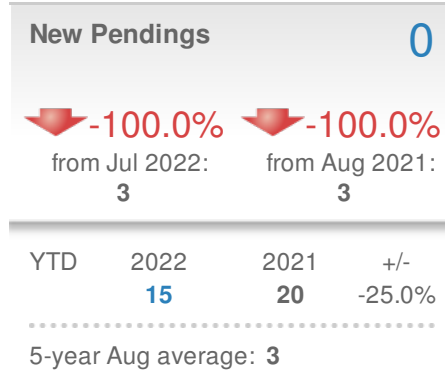 New Pendings 0
-100.0% -100.0%
from Jul 2022: from Aug 2021:
3 3
YTD 2022 2021 +/-
15 20 -25.0%
5-year Aug average: 3